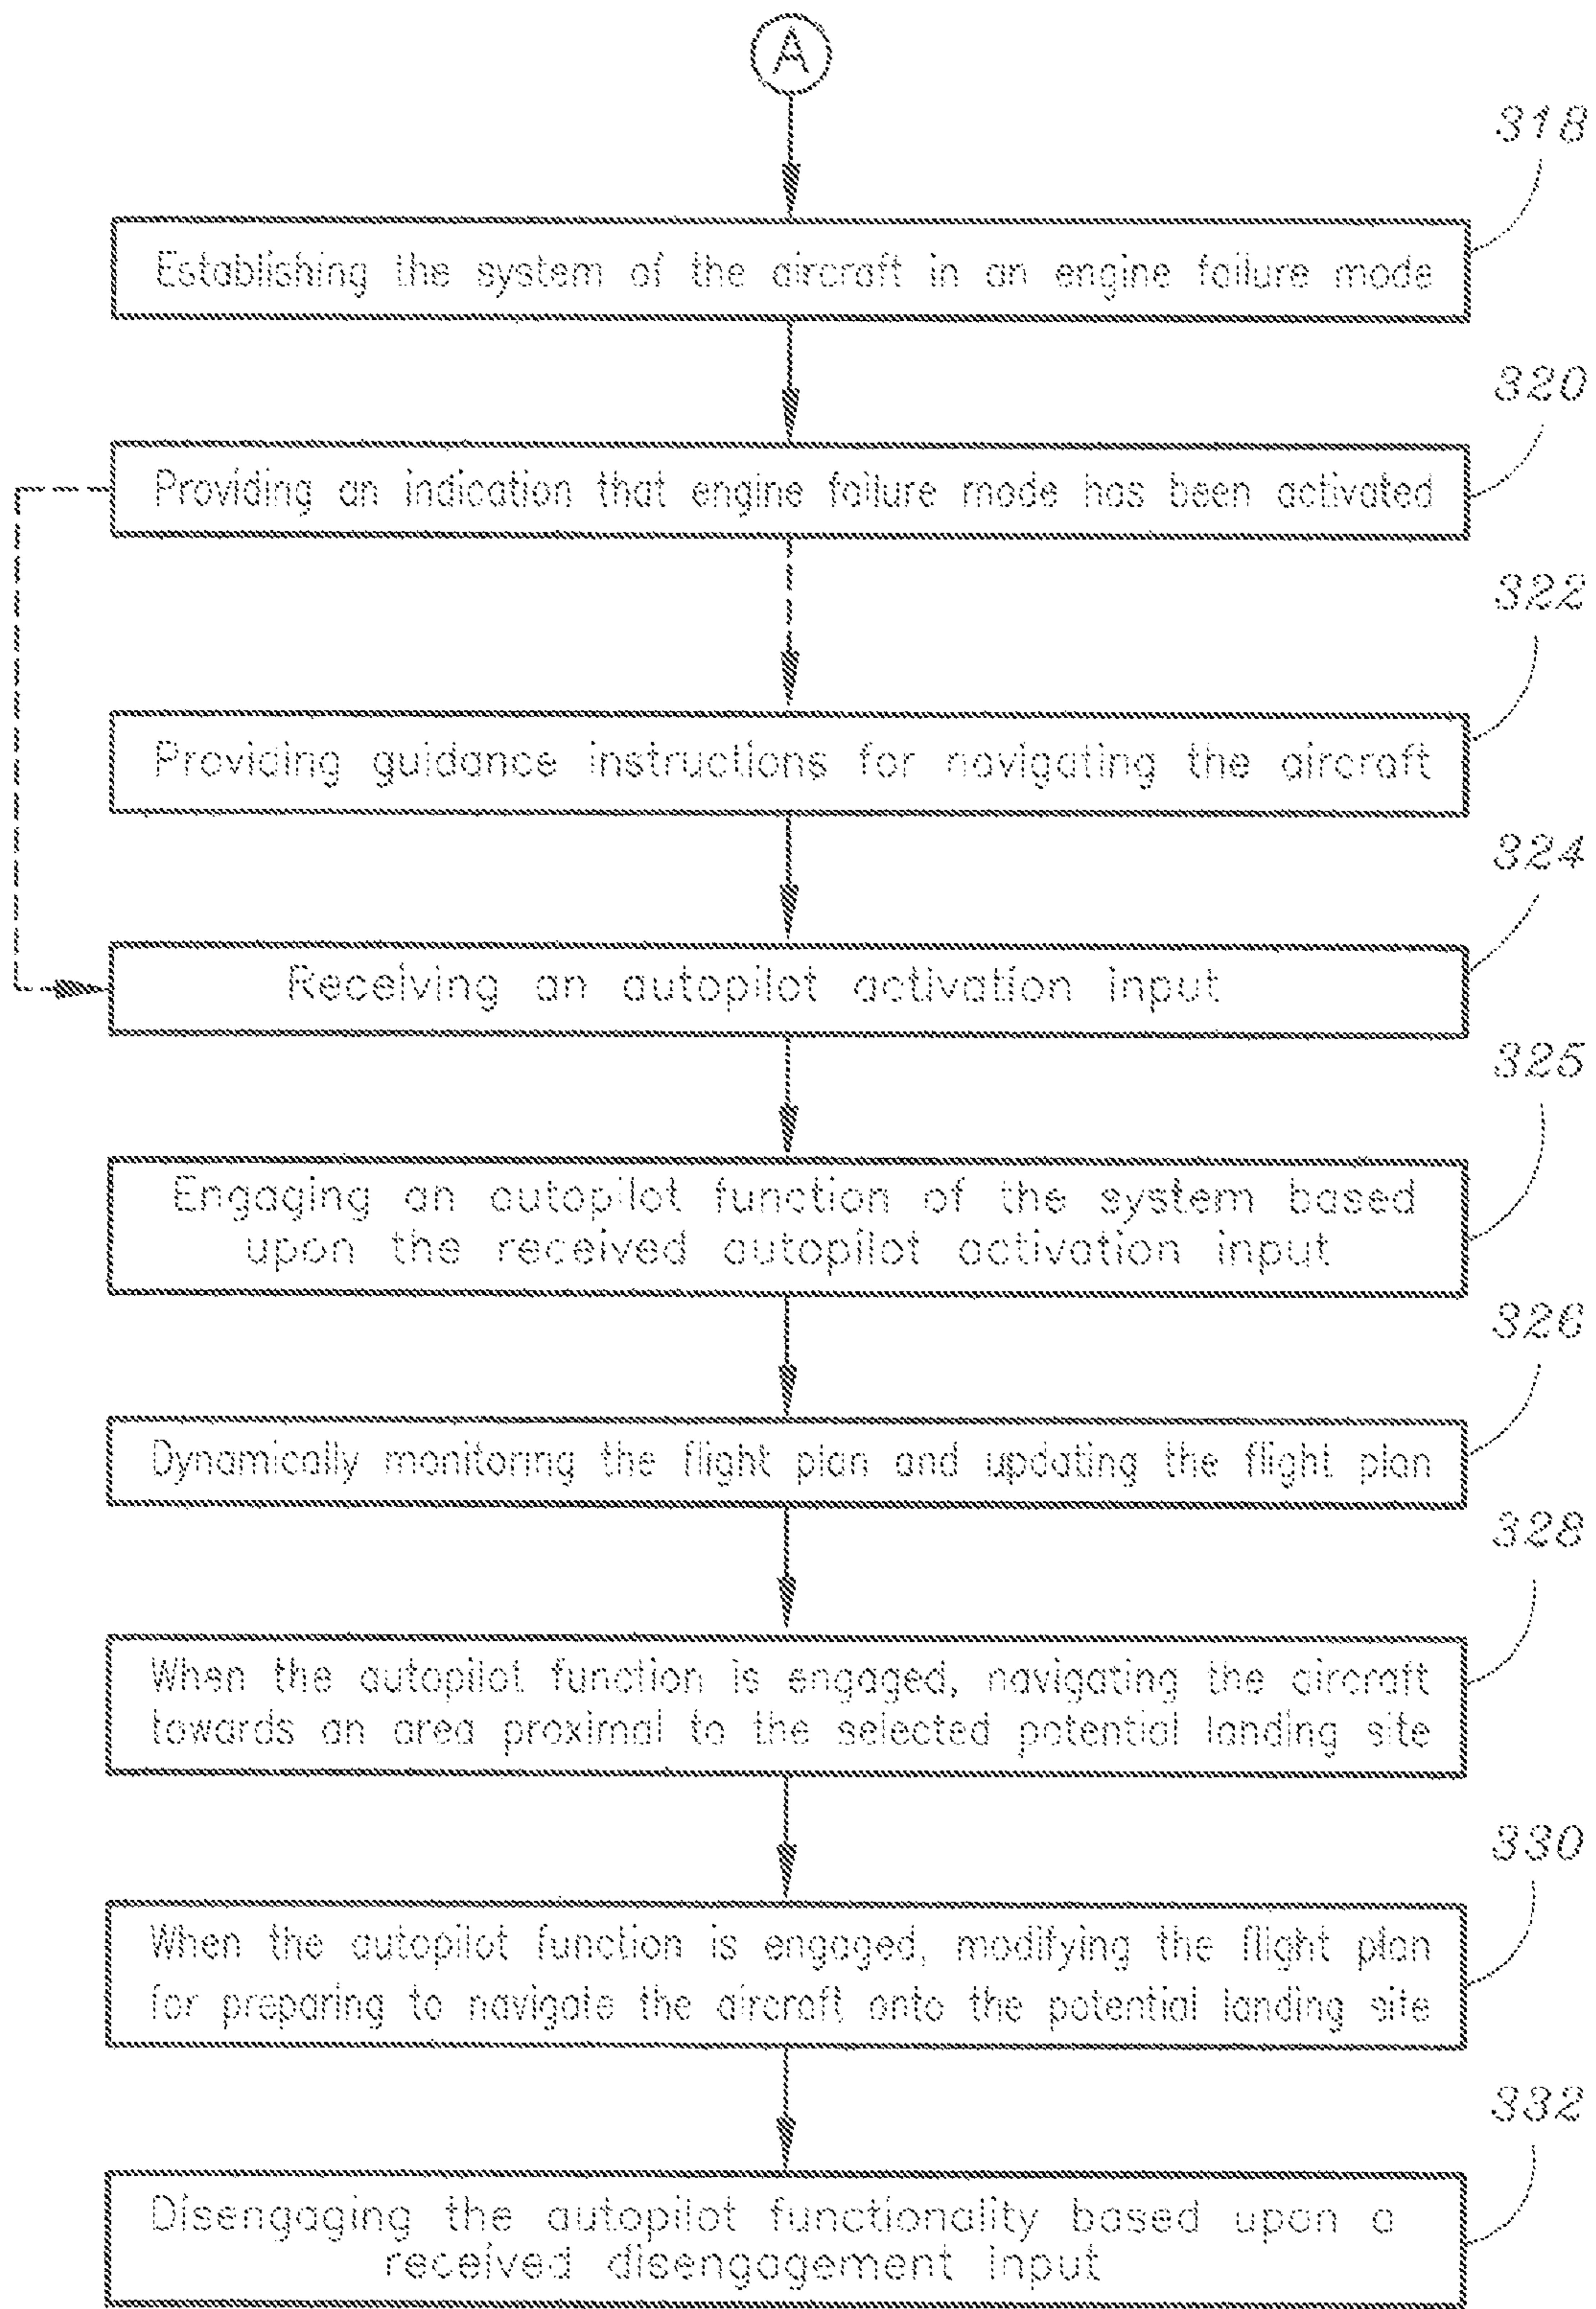 A
318
Establishing the system of the aircraft in an engine failure mode
320
Providing an indication that engine failure mode has been activated
322
Providing guidance instructions for navigating the aircraft
324
Receiving an autopilot activation input
325
Engaging an autopilot function of the system based
upon the received autopilot activation input
326
Dynamically monitoring the flight plan and updating the flight plan
328
When the autopilot function is engaged, navigating the aircraft
towards an area proximal to the selected potential landing site
330
When the autopilot function is engaged, modifying the flight plan
for preparing to navigate the aircraft onto the potential landing site
332
Disengaging the autopilot functionality based upon a
received disengagement input